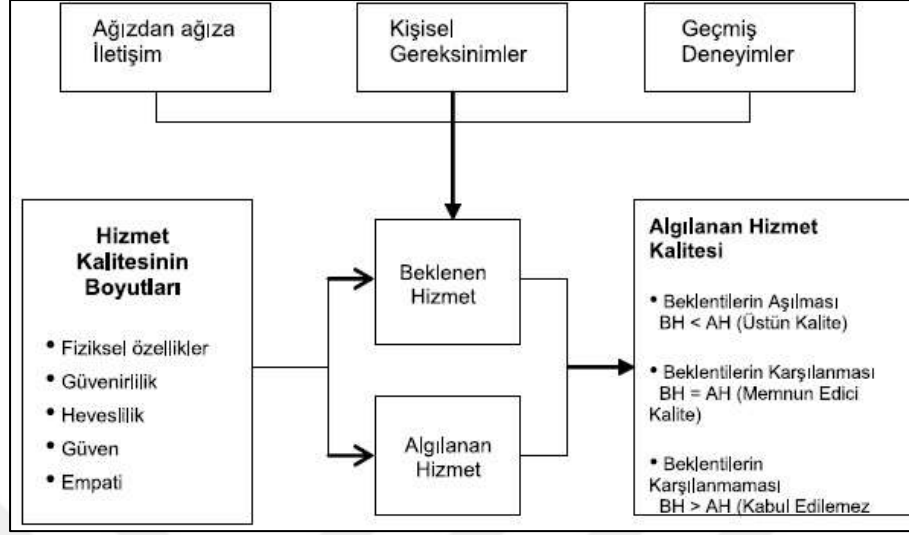 Ağızdan ağıza
İletişim
Kişisel
Gereksinimler
Geçmiş
Deneyimler
Hizmet
Kalitesinin
Boyutları
• Fiziksel özellikler
• Güvenirlilik
• Heveslilik
• Güven
• Empati
Beklenen
Hizmet
Algılanan
Hizmet
Algılanan Hizmet
Kalitesi
• Beklentilerin Aşılması
BH < AH (Üstün Kalite)
• Beklentilerin Karşılanması
BH = AH (Memnun Edici
Kalite)
• Beklentilerin
Karşılanmaması
BH > AH (Kabul Edilemez